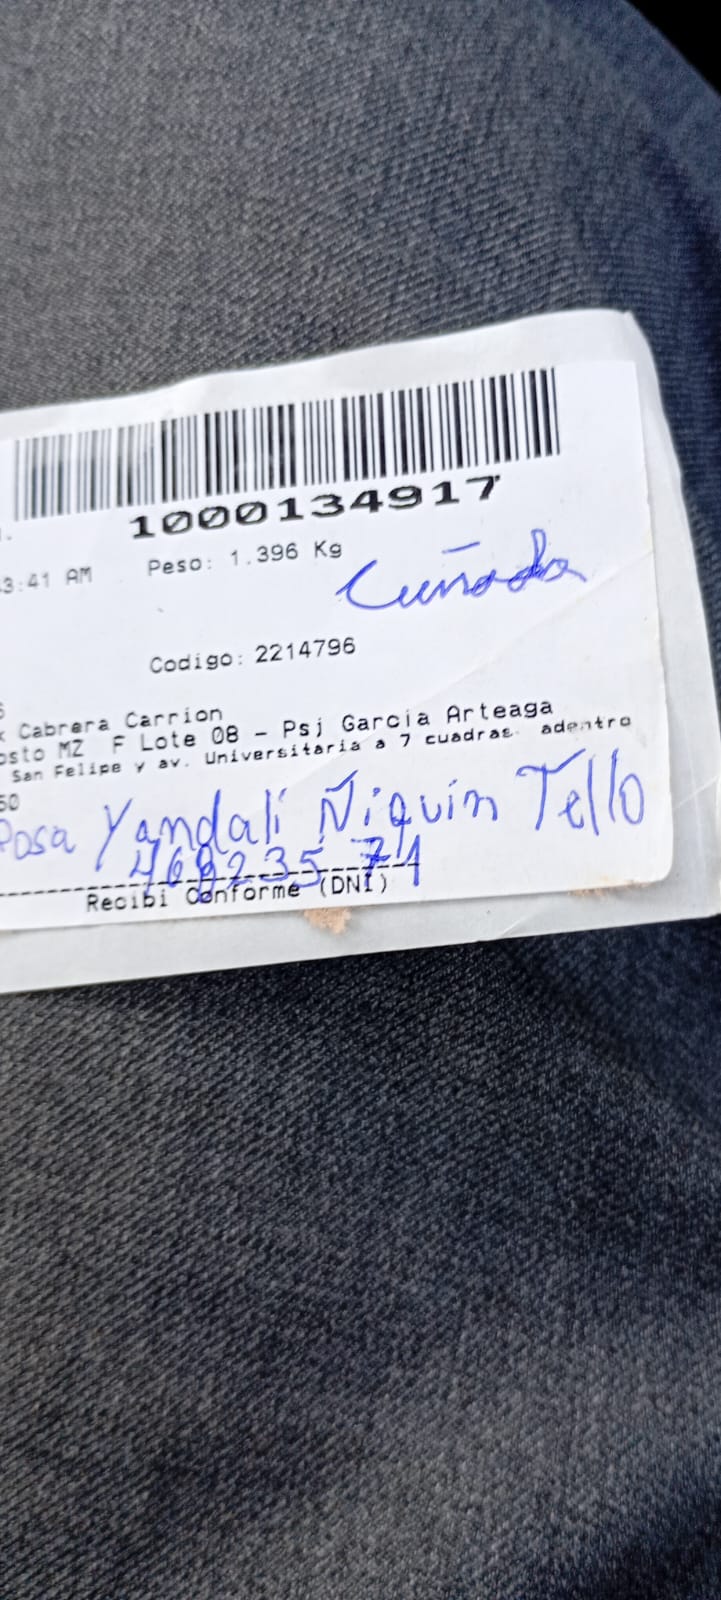 1000134917
3:41 AM Peso: 1.396 Kg
Cuñada
Codigo: 2214796
Cabrera Carrion
osto MZ F Lote 08 - Psj Garcia Arteaga
San Felipe y av. Universitaria a 7 cuadras adentro
50
Rosa Yandali Ñiquin Tello
46823571
Recibi Conforme (DNI)